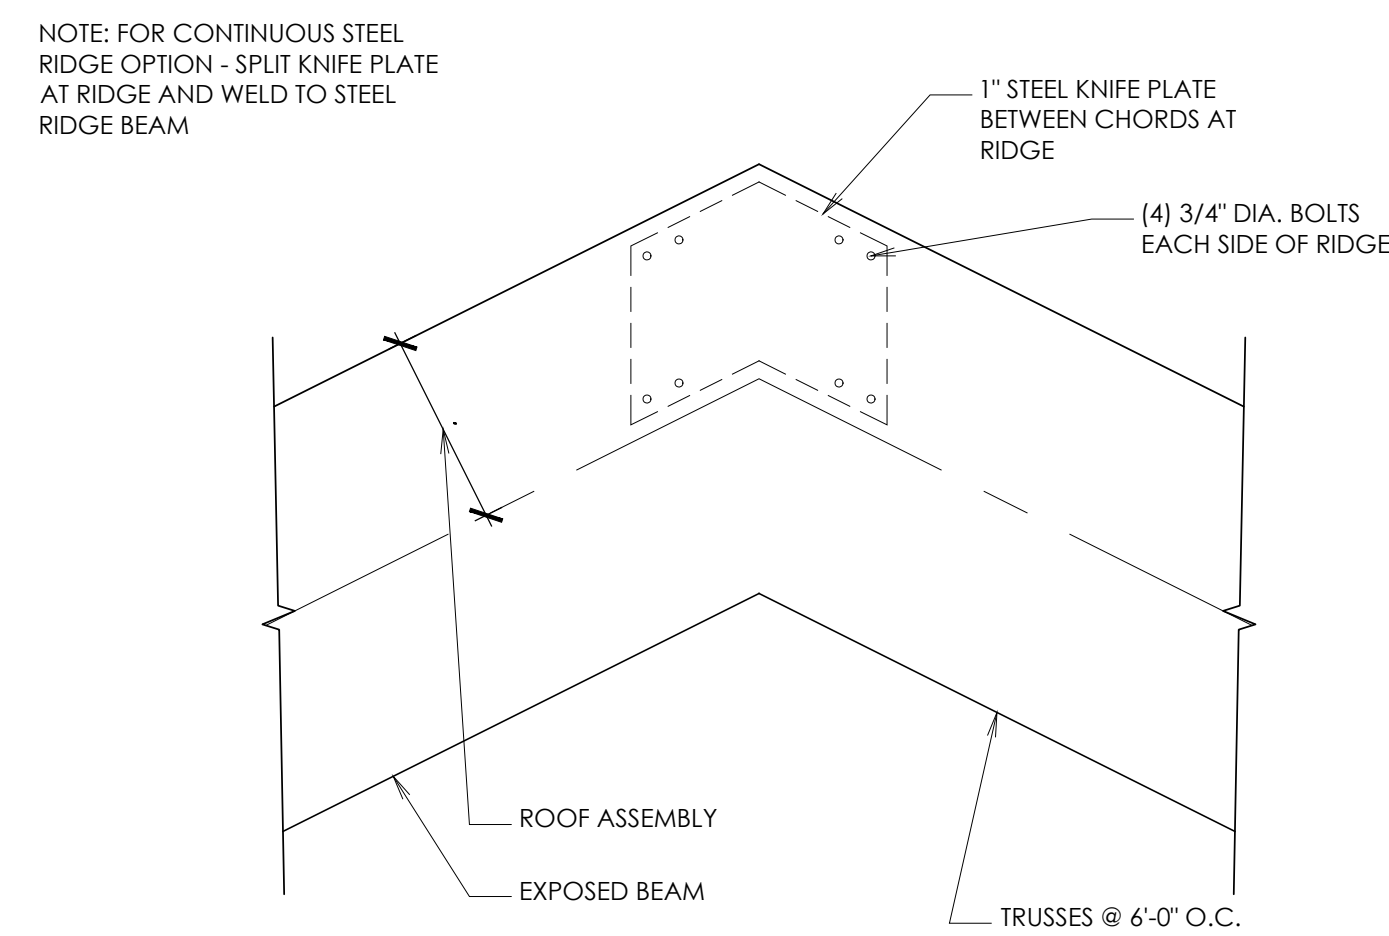 NOTE: FOR CONTINUOUS STEEL
RIDGE OPTION - SPLIT KNIFE PLATE
AT RIDGE AND WELD TO STEEL
RIDGE BEAM
1" STEEL KNIFE PLATE
BETWEEN CHORDS AT
RIDGE
(4) 3/4" DIA. BOLTS
EACH SIDE OF RIDGE
ROOF ASSEMBLY
EXPOSED BEAM
TRUSSES @ 6'-0" O.C.